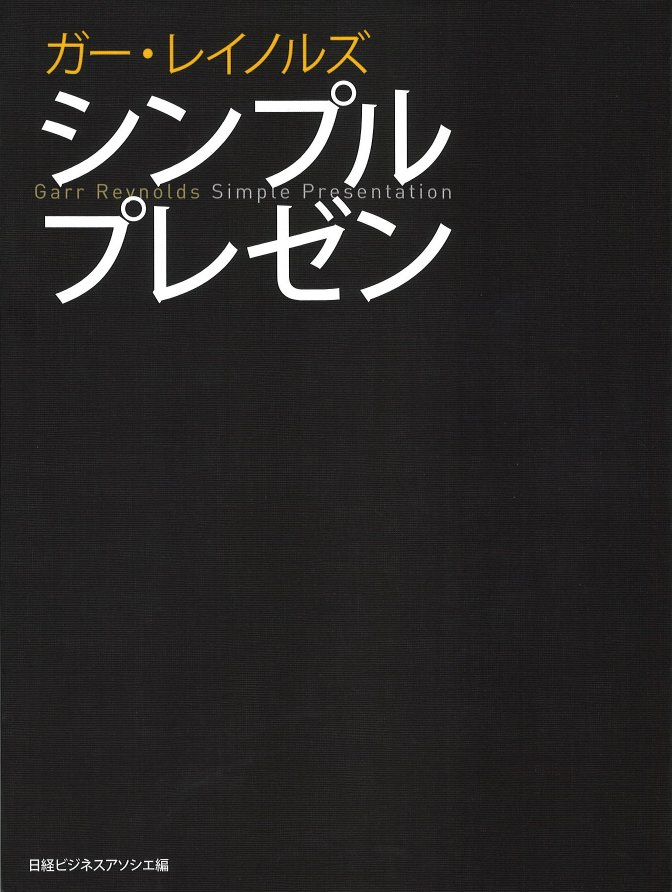 ガー・レイノルズ
シンプル
Garr Reynolds Simple Presentation
プレゼン
日経ビジネスアソシエ編